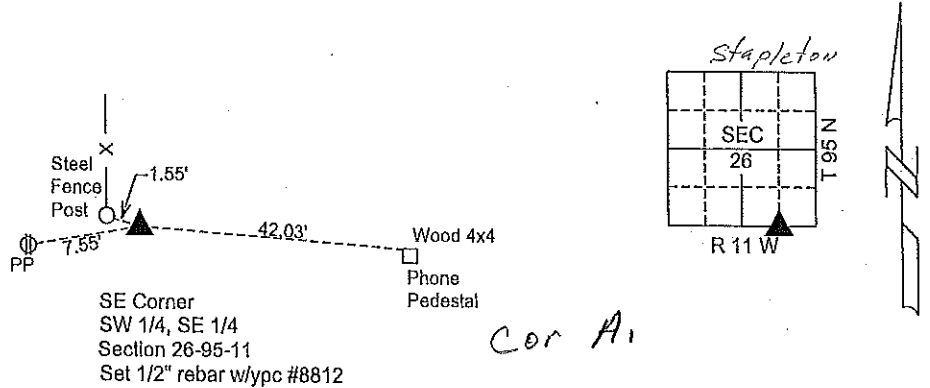 Stapleton
SEC
26
T 95 N
R 11 W
X
Steel
Fence
Post
1.55'
PP
7.55'
42.03'
Wood 4x4
Phone
Pedestal
SE Corner
SW 1/4, SE 1/4
Section 26-95-11
Set 1/2" rebar w/ypc #8812
Cor A1
N